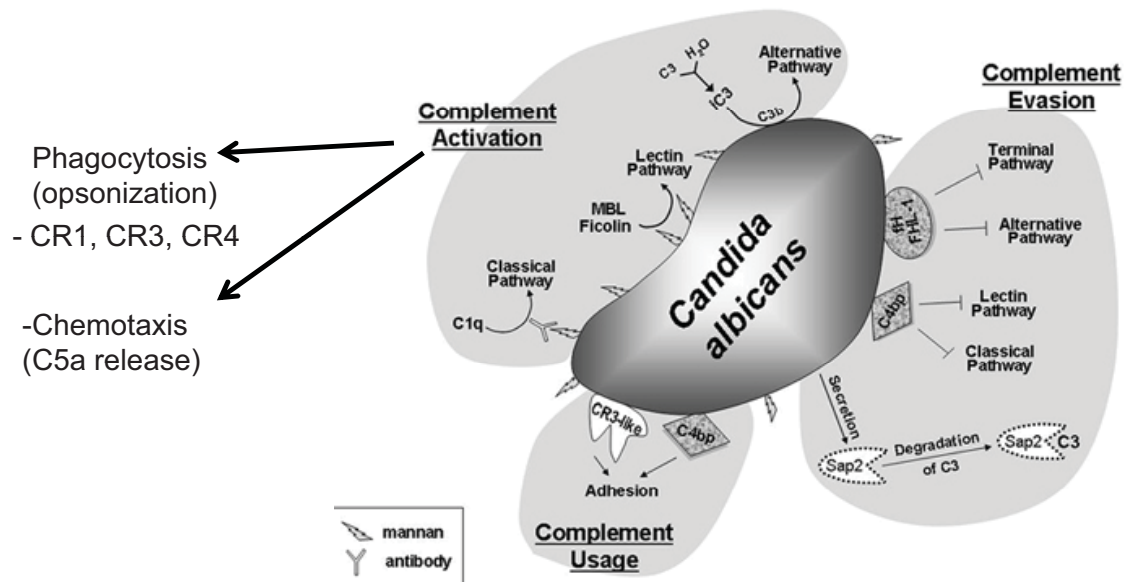 Complement
Activation
Phagocytosis
(opsonization)
- CR1, CR3, CR4
-Chemotaxis
(C5a release)
C3
H₂O
iC3
C3b
Alternative
Pathway
Lectin
Pathway
MBL
Ficolin
Classical
Pathway
C1q
Candida
albicans
Complement
Evasion
Terminal
Pathway
fH
FHL-1
Alternative
Pathway
C4bp
Lectin
Pathway
Classical
Pathway
Secretion
Sap2
Degradation
of C3
Sap2
C3
CR3-like
C4bp
Adhesion
Complement
Usage
mannan
antibody